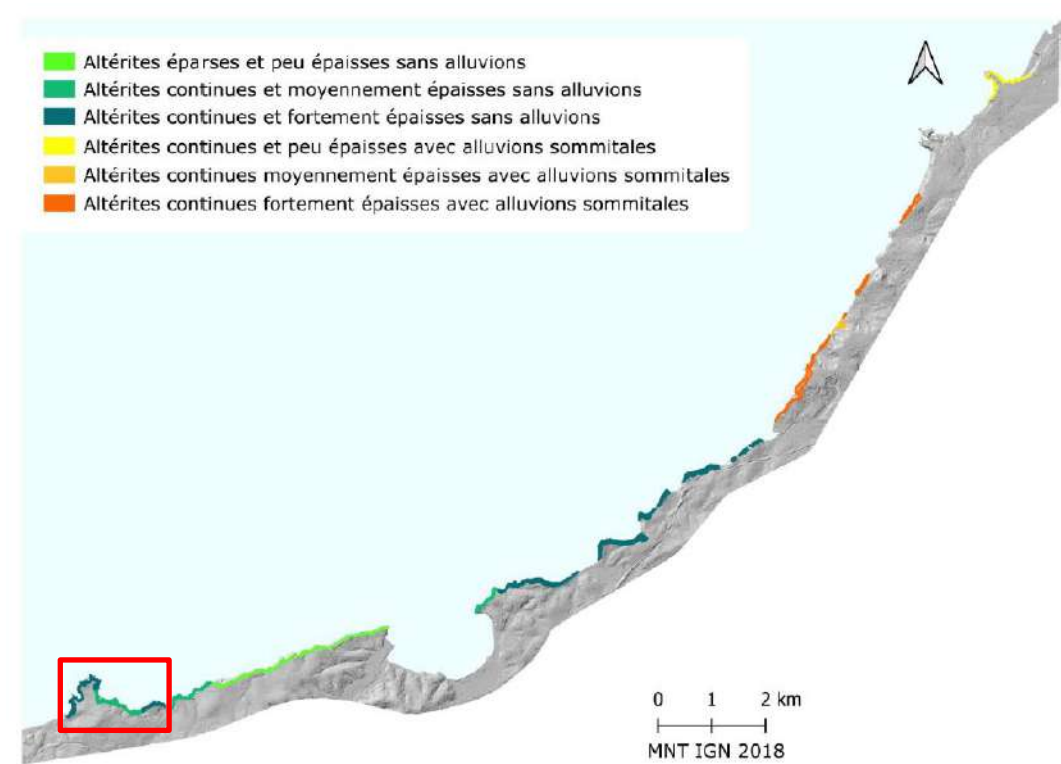 Altérites éparses et peu épaisses sans alluvions
Altérites continues et moyennement épaisses sans alluvions
Altérites continues et fortement épaisses sans alluvions
Altérites continues et peu épaisses avec alluvions sommitales
Altérites continues moyennement épaisses avec alluvions sommitales
Altérites continues fortement épaisses avec alluvions sommitales
0 1 2 km
MNT IGN 2018